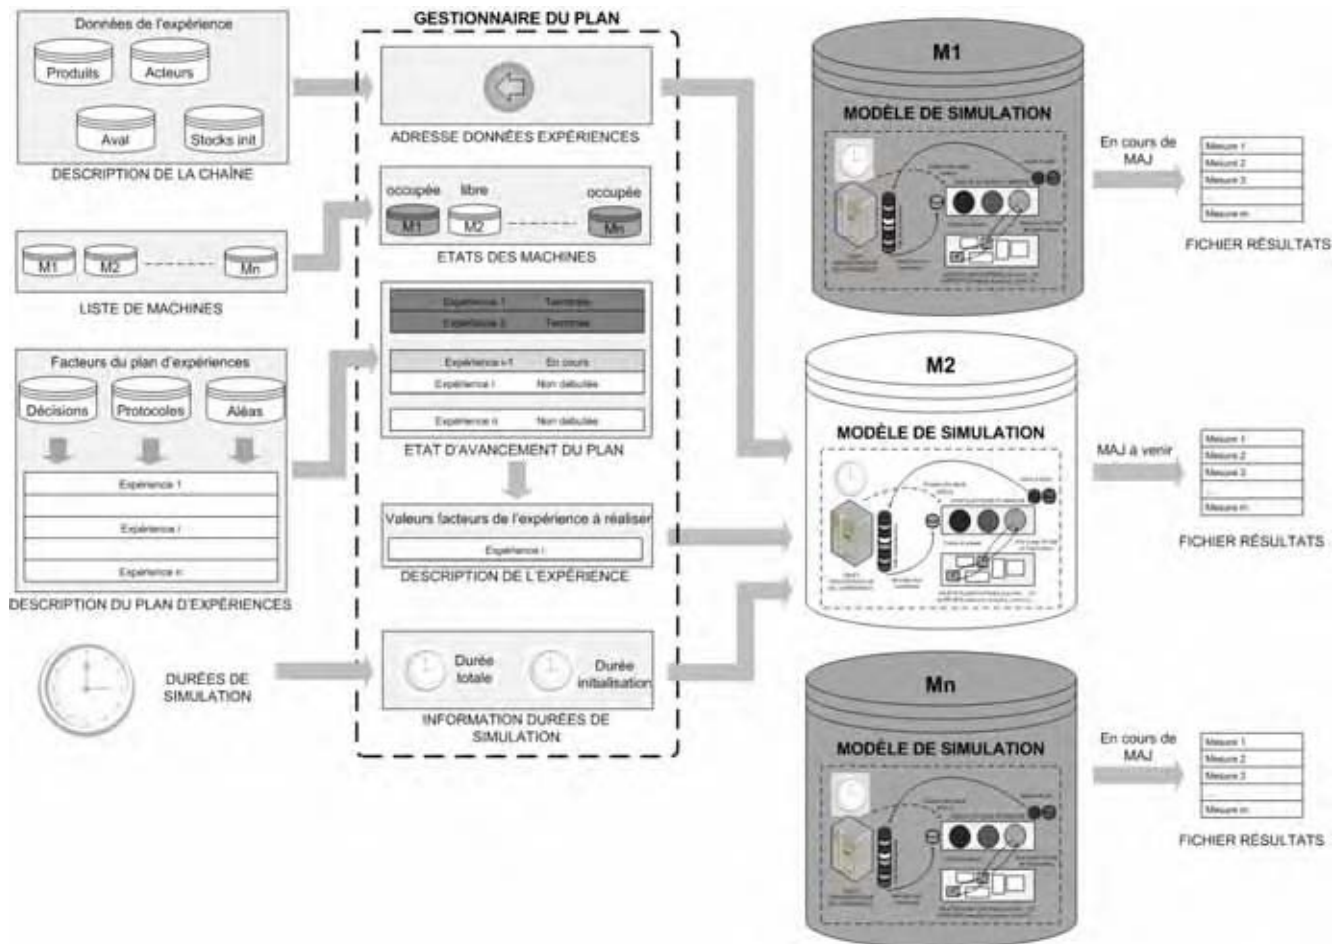 Données de l'expérience
Produits
Acteurs
Aval
Stocks init
DESCRIPTION DE LA CHAÎNE
M1
M2
Mn
LISTE DE MACHINES
Facteurs du plan d'expériences
Décisions
Protocoles
Aléas
Expérience 1
Expérience i
Expérience n
DESCRIPTION DU PLAN D'EXPÉRIENCES
DURÉES DE
SIMULATION
GESTIONNAIRE DU PLAN
ADRESSE DONNÉES EXPÉRIENCES
occupée
libre
occupée
M1
M2
Mn
ETATS DES MACHINES
Expérience 1 Terminée
Expérience 2 Terminée
Expérience i-1 En cours
Expérience i Non débutée
Expérience n Non débutée
ETAT D'AVANCEMENT DU PLAN
Valeurs facteurs de l'expérience à réaliser
Expérience i
DESCRIPTION DE L'EXPÉRIENCE
Durée
totale
Durée
initialisation
INFORMATION DURÉES DE
SIMULATION
M1
MODÈLE DE SIMULATION
En cours de
MAJ
Mesure 1
Mesure 2
Mesure 3
Mesure m
FICHIER RÉSULTATS
M2
MODÈLE DE SIMULATION
MAJ à venir
Mesure 1
Mesure 2
Mesure 3
Mesure m
FICHIER RÉSULTATS
Mn
MODÈLE DE SIMULATION
En cours de
MAJ
Mesure 1
Mesure 2
Mesure 3
Mesure m
FICHIER RÉSULTATS